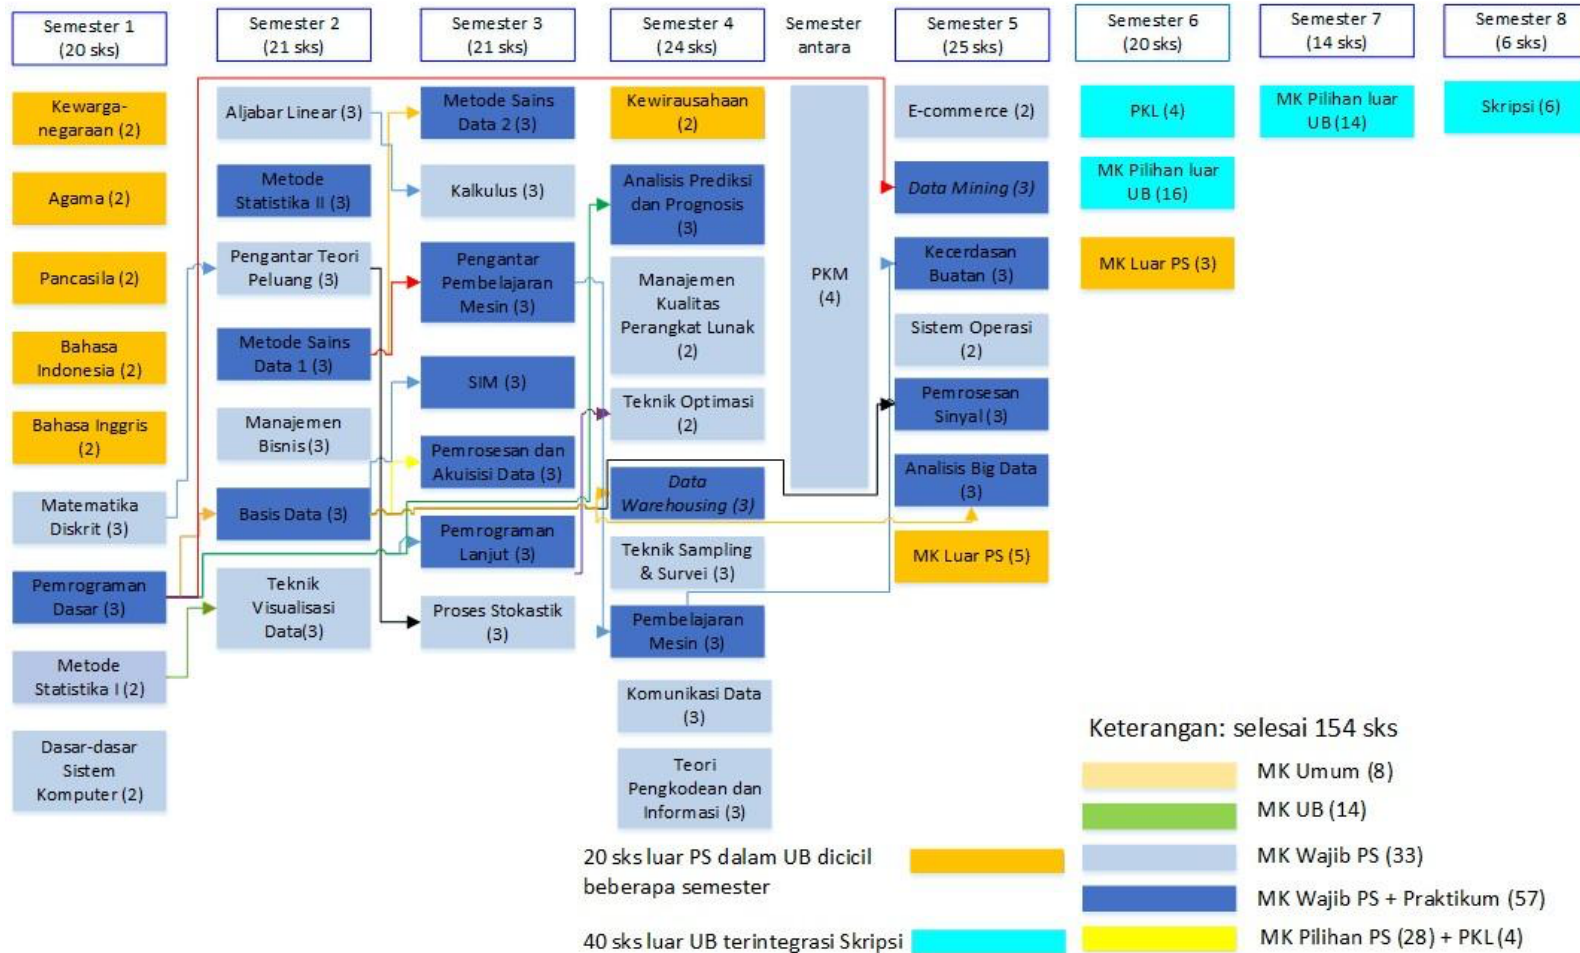 Semester 1
(20 sks)
Semester 2
(21 sks)
Semester 3
(21 sks)
Semester 4
(24 sks)
Semester
antara
Semester 5
(25 sks)
Semester 6
(20 sks)
Semester 7
(14 sks)
Semester 8
(6 sks)
Kewarga-
negaraan (2)
Agama (2)
Pancasila (2)
Bahasa
Indonesia (2)
Bahasa Inggris
(2)
Matematika
Diskrit (3)
Pemrograman
Dasar (3)
Metode
Statistika I (2)
Dasar-dasar
Sistem
Komputer (2)
Aljabar Linear (3)
Metode
Statistika II (3)
Pengantar Teori
Peluang (3)
Metode Sains
Data 1 (3)
Manajemen
Bisnis (3)
Basis Data (3)
Teknik
Visualisasi
Data(3)
Metode Sains
Data 2 (3)
Kalkulus (3)
Pengantar
Pembelajaran
Mesin (3)
SIM (3)
Pemrosesan dan
Akuisisi Data (3)
Pemrograman
Lanjut (3)
Proses Stokastik
(3)
Kewirausahaan
(2)
Analisis Prediksi
dan Prognosis
(3)
Manajemen
Kualitas
Perangkat Lunak
(2)
Teknik Optimasi
(2)
Data
Warehousing (3)
Teknik Sampling
& Survei (3)
Pembelajaran
Mesin (3)
Komunikasi Data
(3)
Teori
Pengkodean dan
Informasi (3)
PKM
(4)
E-commerce (2)
Data Mining (3)
Kecerdasan
Buatan (3)
Sistem Operasi
(2)
Pemrosesan
Sinyal (3)
Analisis Big Data
(3)
MK Luar PS (5)
PKL (4)
MK Pilihan luar
UB (16)
MK Luar PS (3)
MK Pilihan luar
UB (14)
Skripsi (6)
Keterangan: selesai 154 sks
MK Umum (8)
MK UB (14)
MK Wajib PS (33)
MK Wajib PS + Praktikum (57)
MK Pilihan PS (28) + PKL (4)
20 sks luar PS dalam UB dicicil
beberapa semester
40 sks luar UB terintegrasi Skripsi